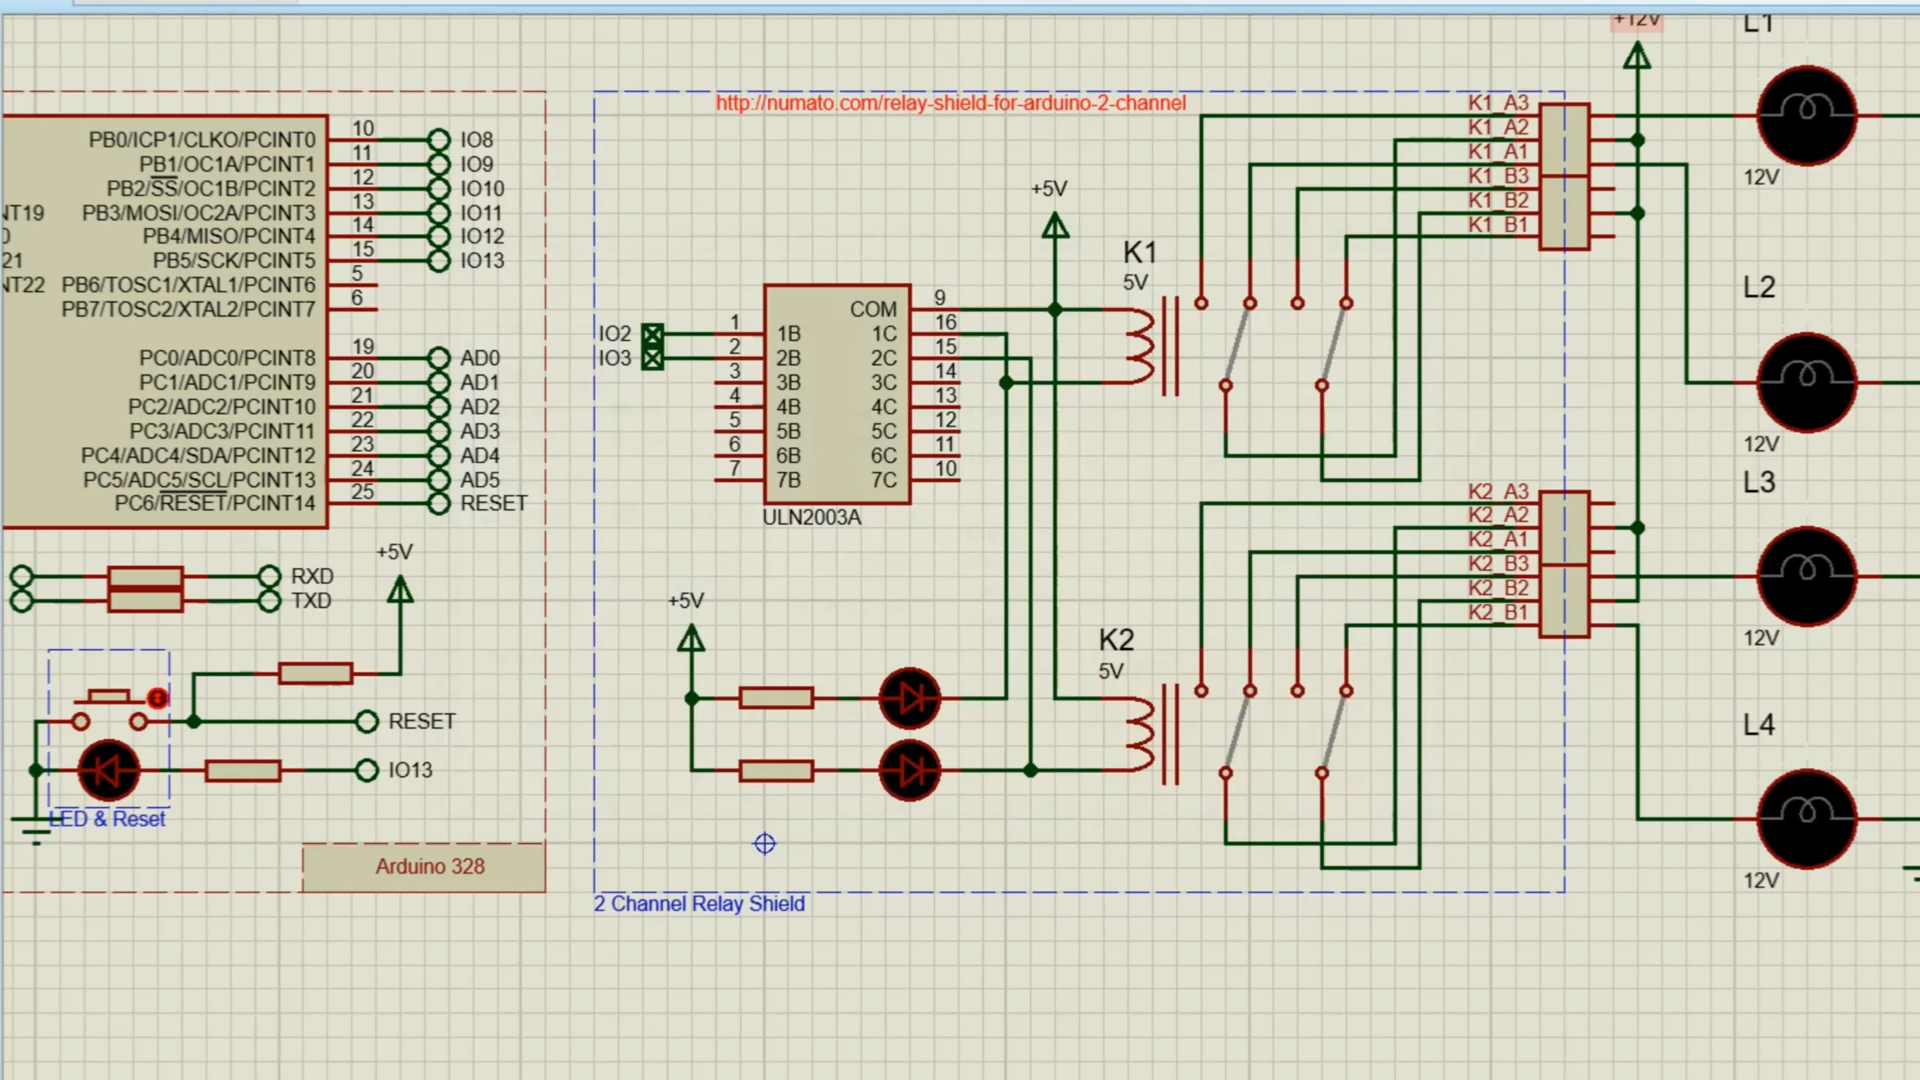 +12V
L1
12V
http://numato.com/relay-shield-for-arduino-2-channel
K1_A3
K1_A2
K1_A1
K1_B3
K1_B2
K1_B1
PB0/ICP1/CLKO/PCINT0 10 IO8
PB1/OC1A/PCINT1 11 IO9
PB2/SS/OC1B/PCINT2 12 IO10
NT19 PB3/MOSI/OC2A/PCINT3 13 IO11
0 PB4/MISO/PCINT4 14 IO12
21 PB5/SCK/PCINT5 15 IO13
NT22 PB6/TOSC1/XTAL1/PCINT6 5
PB7/TOSC2/XTAL2/PCINT7 6
PC0/ADC0/PCINT8 19 AD0
PC1/ADC1/PCINT9 20 AD1
PC2/ADC2/PCINT10 21 AD2
PC3/ADC3/PCINT11 22 AD3
PC4/ADC4/SDA/PCINT12 23 AD4
PC5/ADC5/SCL/PCINT13 24 AD5
PC6/RESET/PCINT14 25 RESET
+5V
K1
5V
COM 9
IO2 1 1B 1C 16
IO3 2 2B 2C 15
3 3B 3C 14
4 4B 4C 13
5 5B 5C 12
6 6B 6C 11
7 7B 7C 10
ULN2003A
L2
12V
K2_A3
K2_A2
K2_A1
K2_B3
K2_B2
K2_B1
L3
12V
+5V
RXD
TXD
+5V
K2
5V
RESET
IO13
LED & Reset
Arduino 328
2 Channel Relay Shield
L4
12V